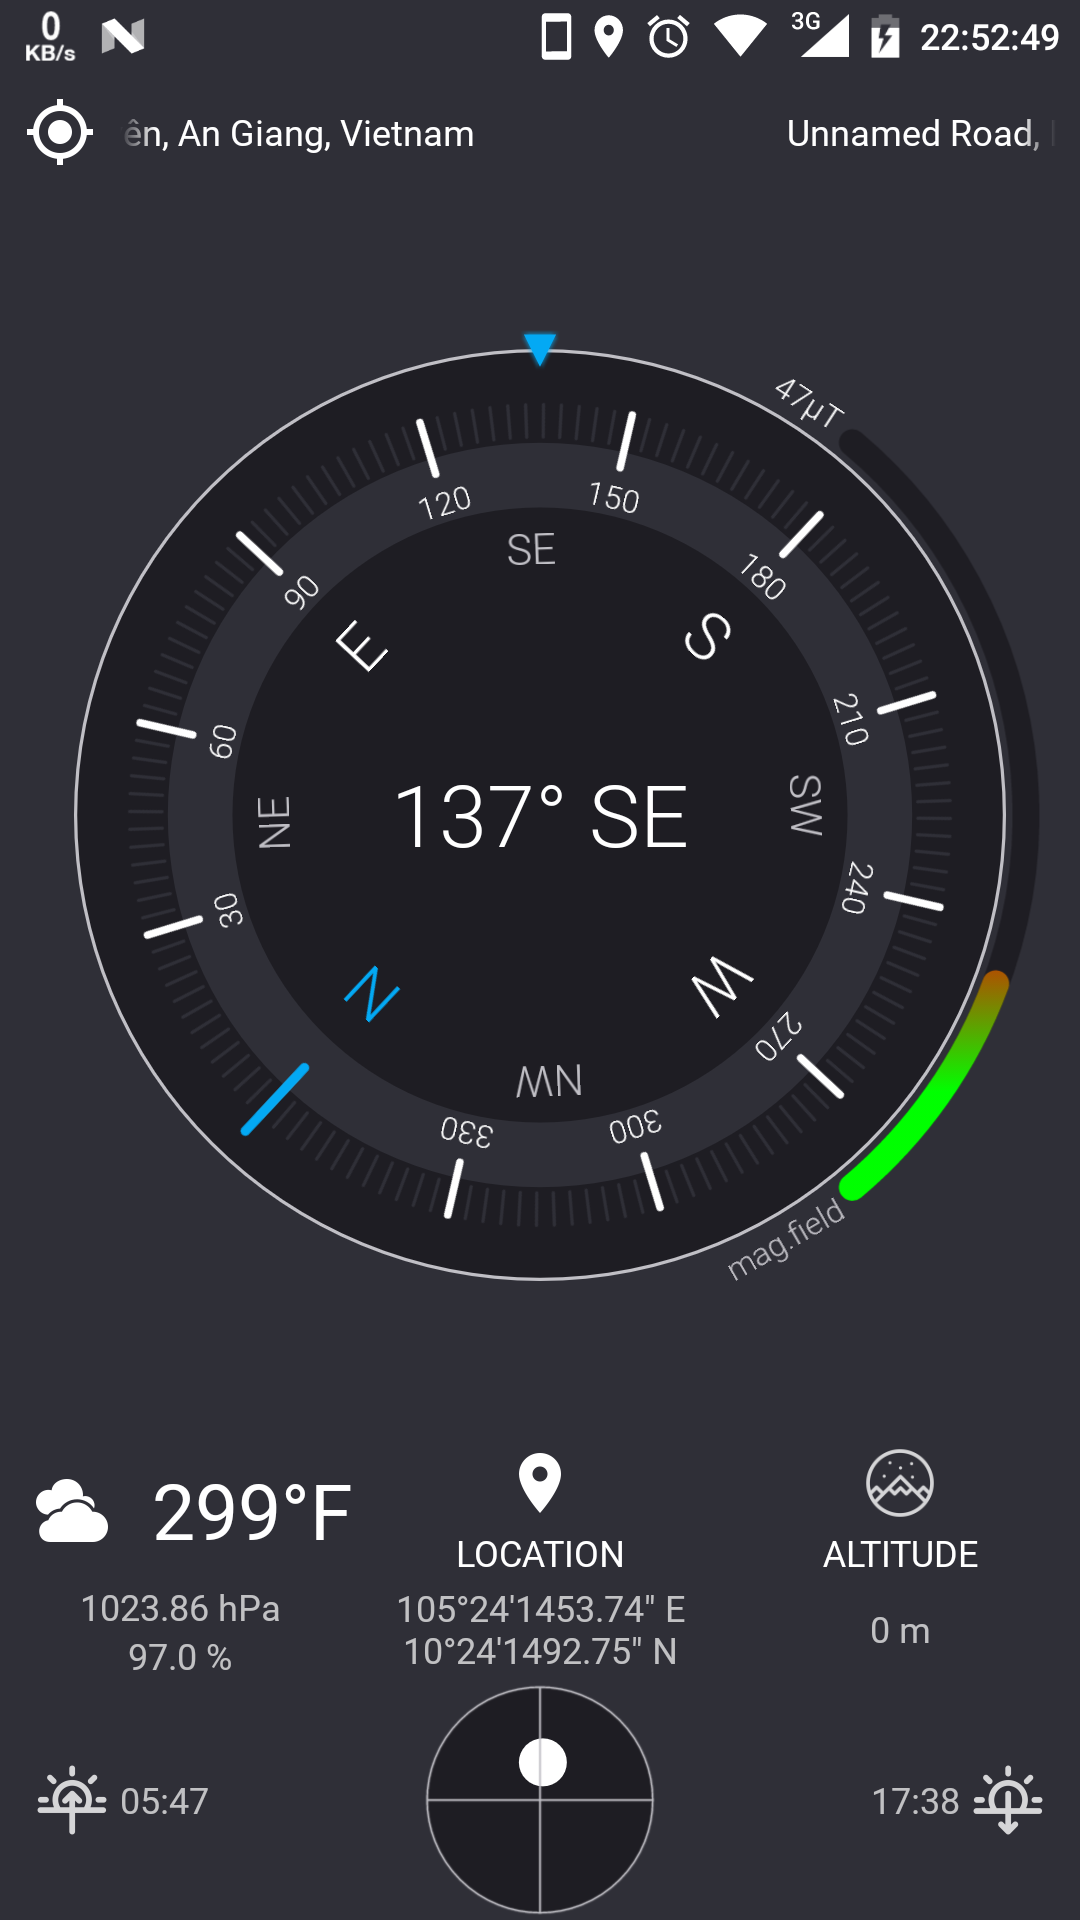 0
KB/s
3G
22:52:49
ên, An Giang, Vietnam
Unnamed Road,
47µT
120
150
SE
90
180
E
S
60
210
NE
137° SE
SW
30
240
N
W
270
NW
330
300
mag.field
299°F
LOCATION
ALTITUDE
1023.86 hPa
97.0 %
105°24'1453.74" E
10°24'1492.75" N
0 m
05:47
17:38